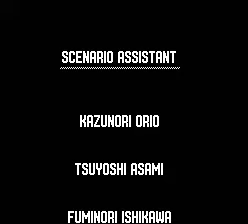 SCENARIO ASSISTANT
KAZUNORI ORIO
TSUYOSHI ASAMI
FUMINORI ISHIKAWA